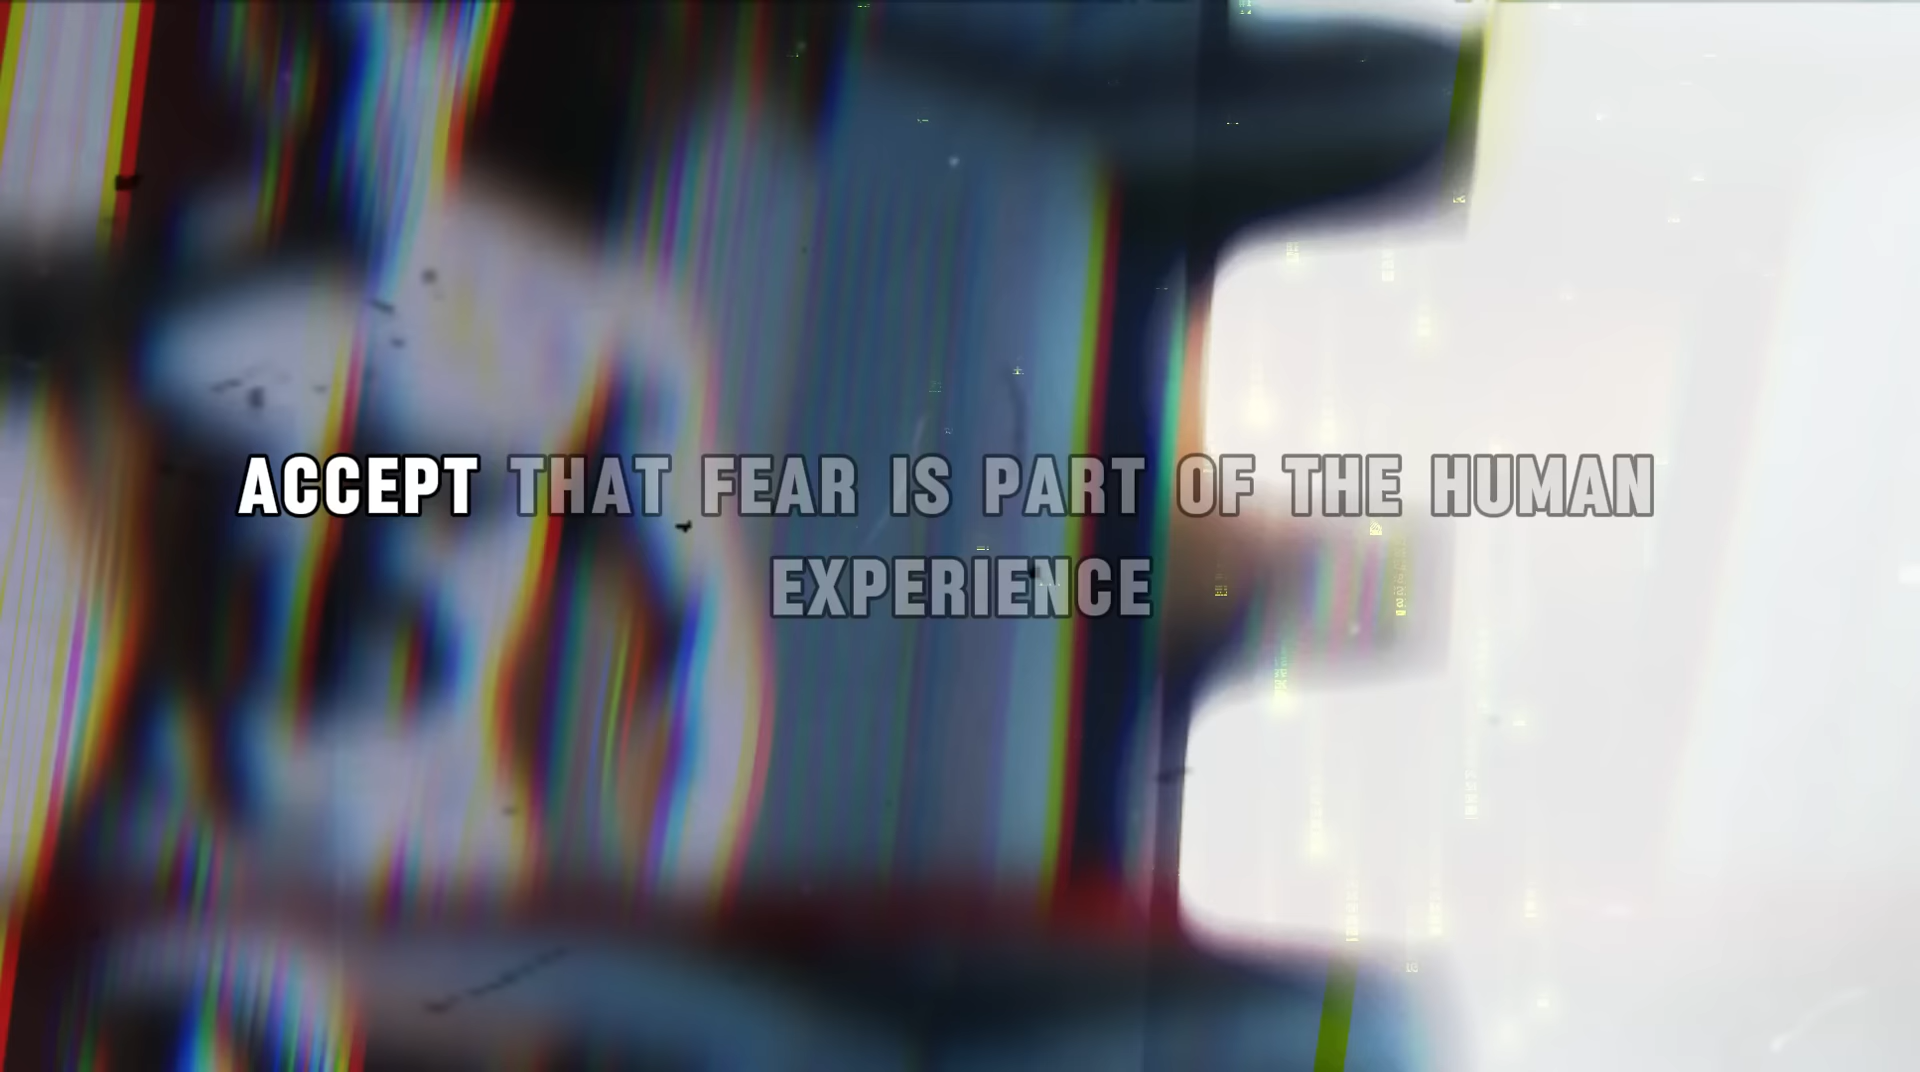 ACCEPT THAT FEAR IS PART OF THE HUMAN
EXPERIENCE